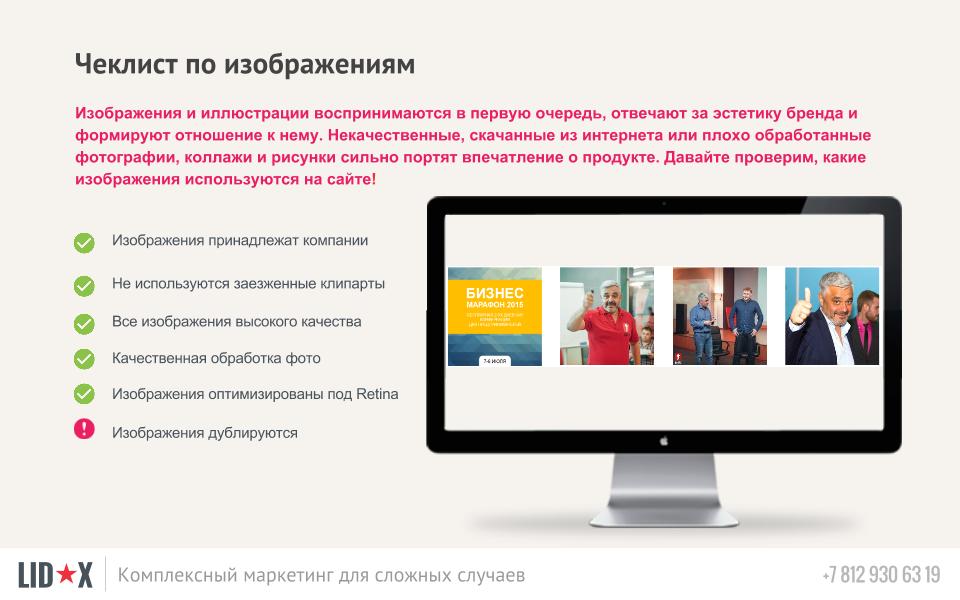 Чеклист по изображениям
Изображения и иллюстрации воспринимаются в первую очередь, отвечают за эстетику бренда и
формируют отношение к нему. Некачественные, скачанные из интернета или плохо обработанные
фотографии, коллажи и рисунки сильно портят впечатление о продукте. Давайте проверим, какие
изображения используются на сайте!
Изображения принадлежат компании
Не используются заезженные клипарты
Все изображения высокого качества
Качественная обработка фото
Изображения оптимизированы под Retina
Изображения дублируются
БИЗНЕС
МАРАФОН 2015
7-6 ИЮЛЯ
LID★X
Комплексный маркетинг для сложных случаев
+7 812 930 63 19